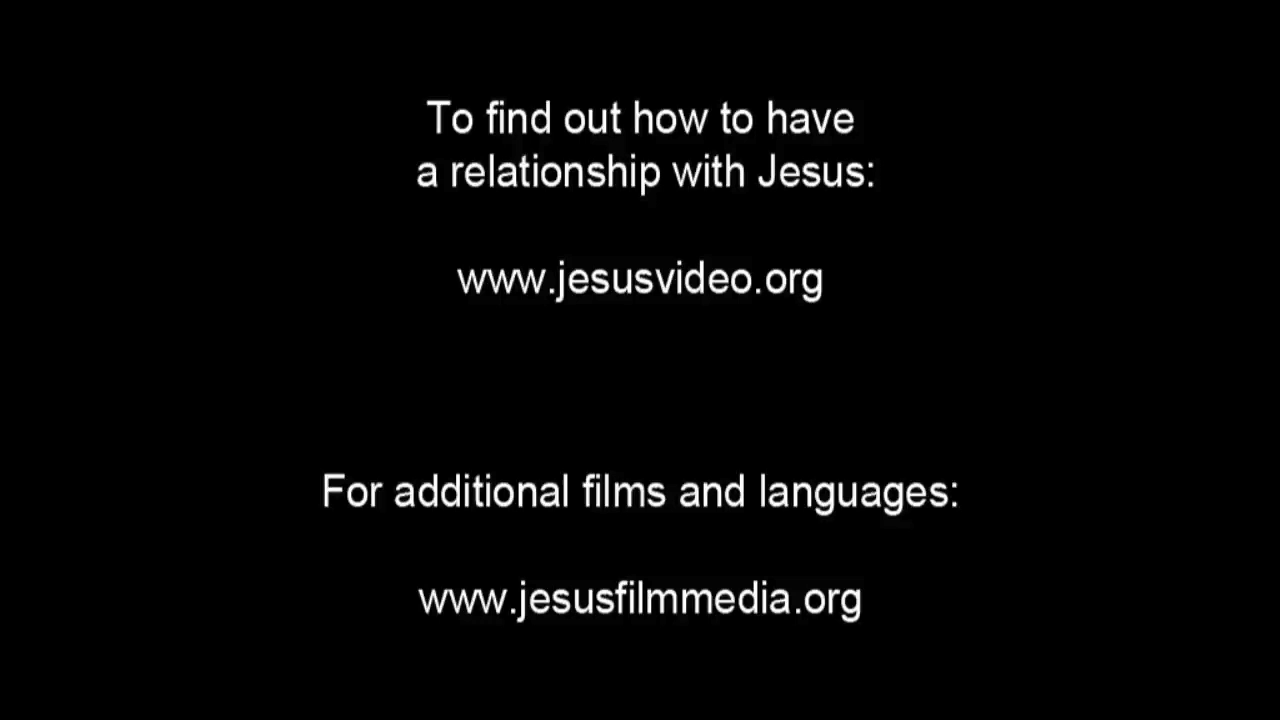 To find out how to have
a relationship with Jesus:
www.jesusvideo.org
For additional films and languages:
www.jesusfilmmedia.org